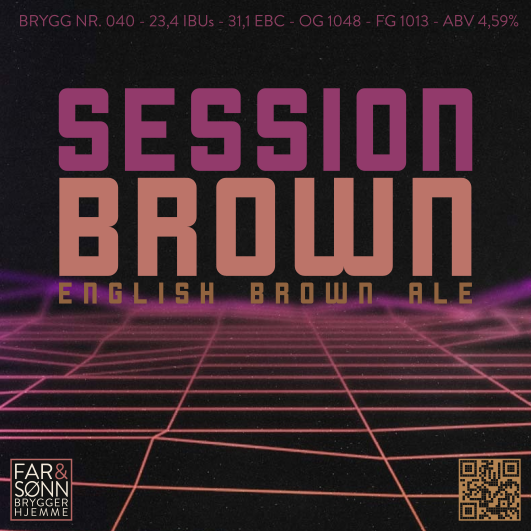 BRYGG NR. 040 - 23,4 IBUs - 31,1 EBC - OG 1048 - FG 1013 - ABV 4,59%
SESSION
BROWN
ENGLISH BROWN ALE
FAR&
SØNN
BRYGGER
HJEMME